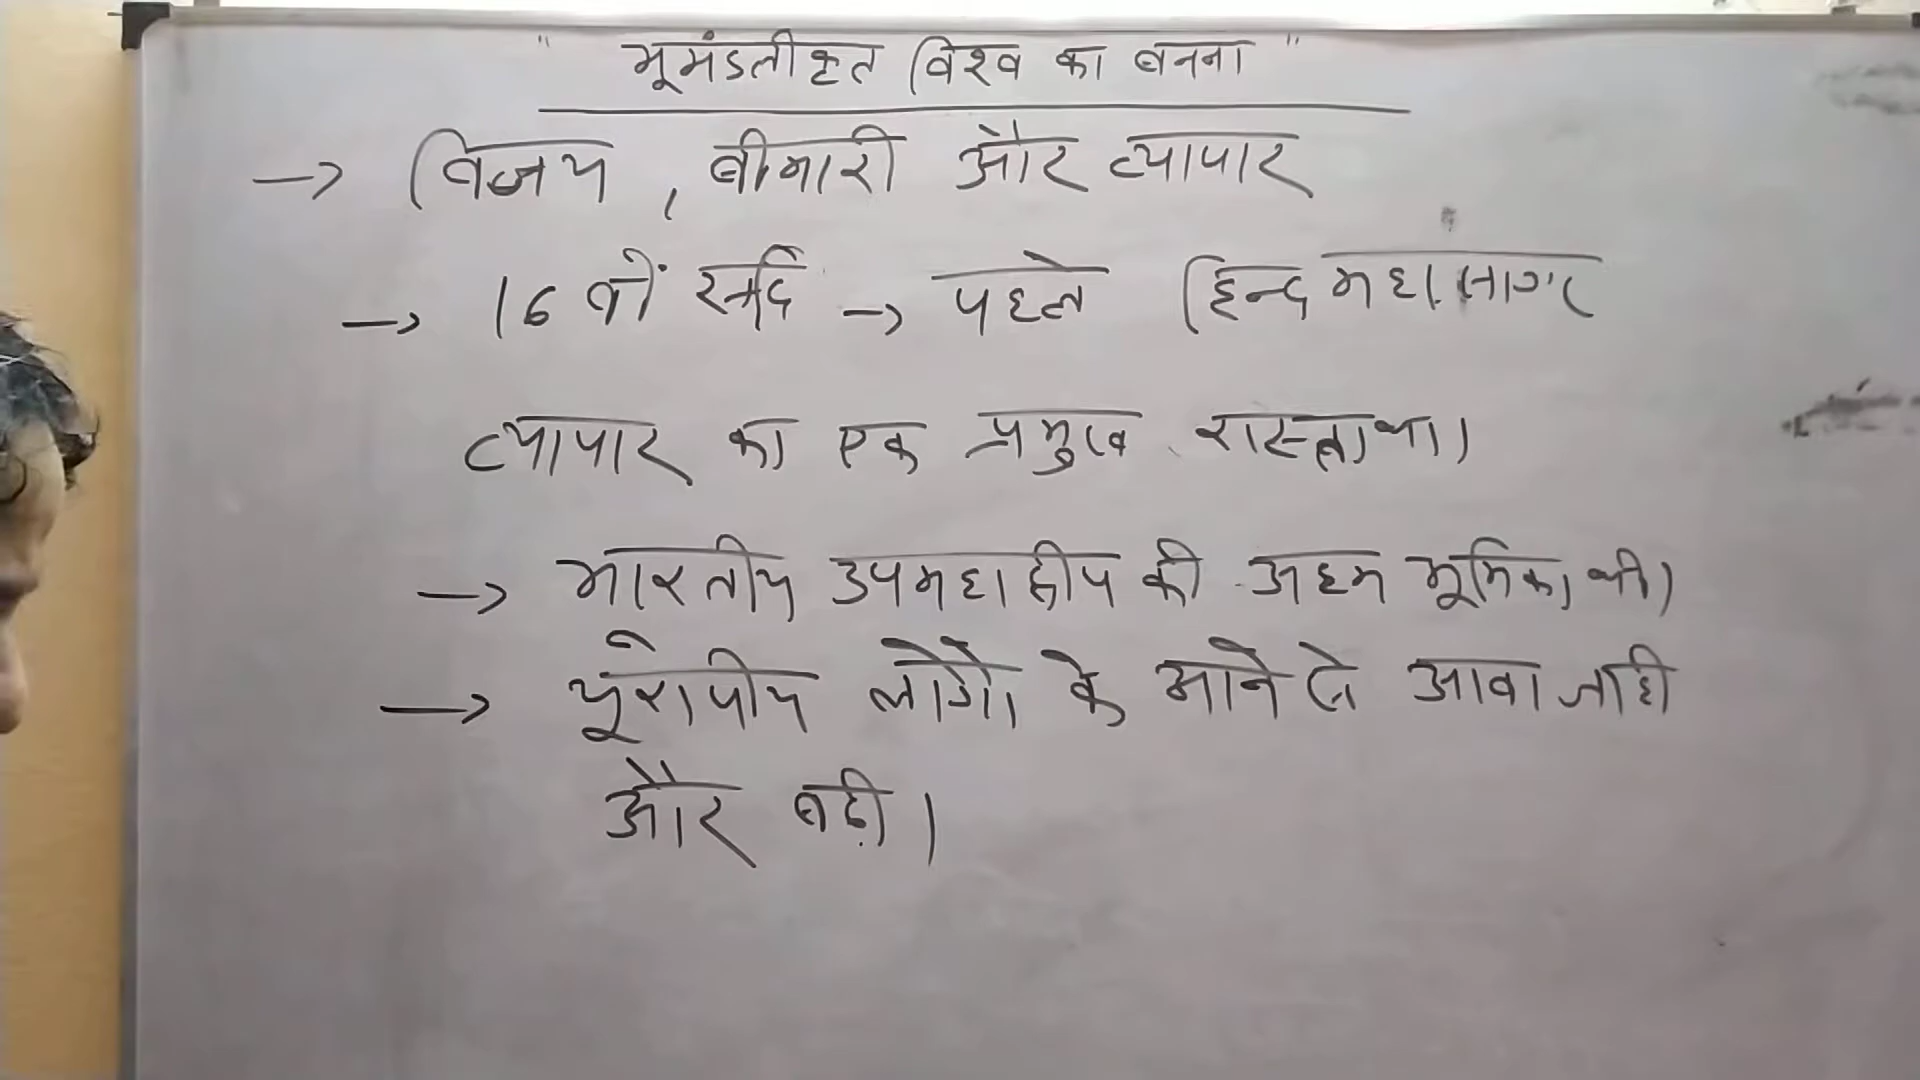 "भूमंडलीकृत विश्व का बनना"
→ विजय, बीमारी और व्यापार
→ 16 वीं सदि → पहले हिन्द महासागर
व्यापार का एक प्रमुख रास्ता था।
→ भारतीय उपमहाद्वीप की अहम भूमिका थी।
→ यूरोपीय लोगों के आने से आवाजाही
और बढ़ी।